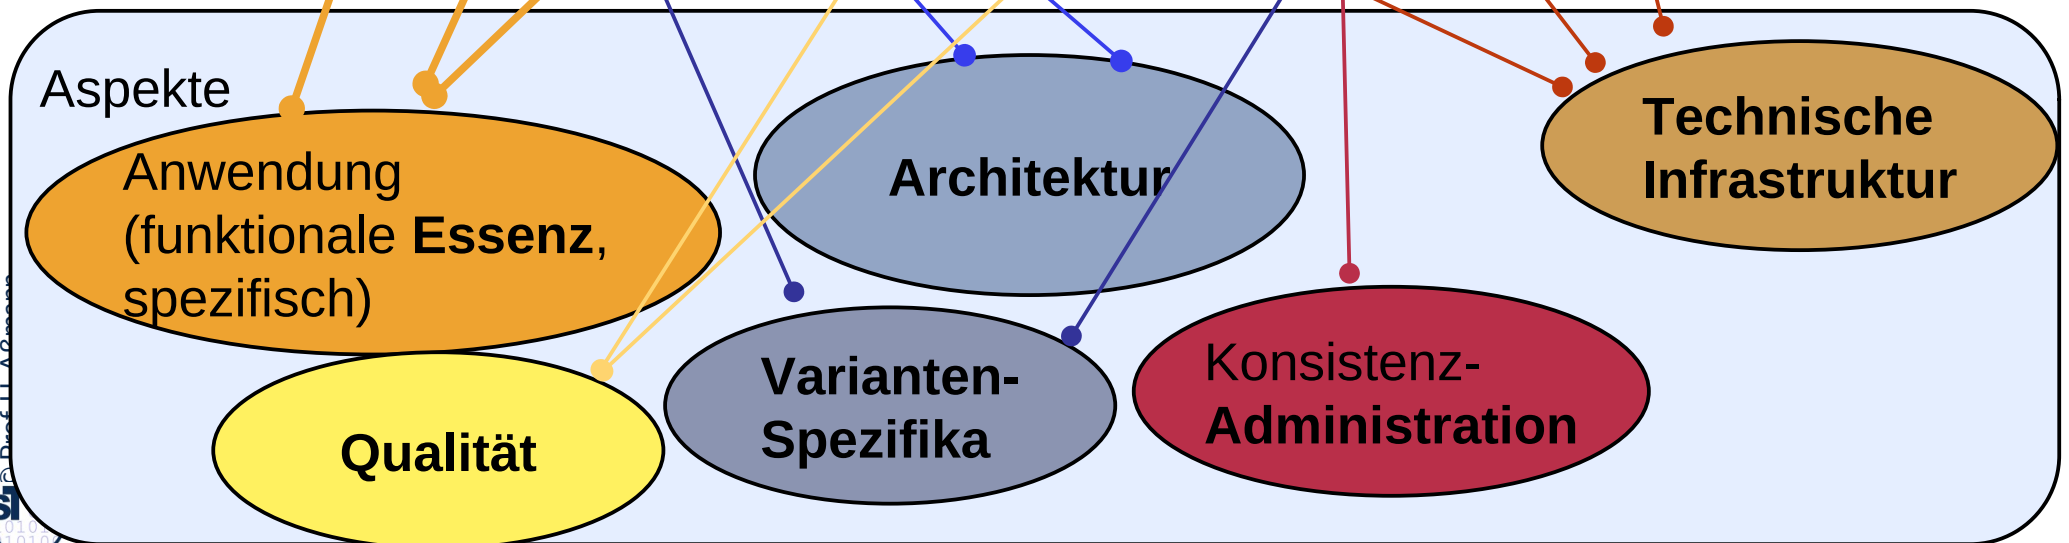 Aspekte
Anwendung
(funktionale Essenz,
spezifisch)
Architektur
Technische
Infrastruktur
Qualität
Varianten-
Spezifika
Konsistenz-
Administration